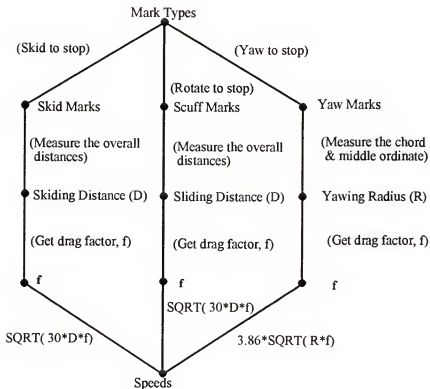 Mark Types
(Skid to stop)
(Yaw to stop)
(Rotate to stop)
Skid Marks
Scuff Marks
Yaw Marks
(Measure the overall
distances)
(Measure the overall
distances)
(Measure the chord
& middle ordinate)
Skiding Distance (D)
Sliding Distance (D)
Yawing Radius (R)
(Get drag factor, f)
(Get drag factor, f)
(Get drag factor, f)
f
f
f
SQRT( 30*D*f)
SQRT( 30*D*f)
3.86*SQRT( R*f)
Speeds